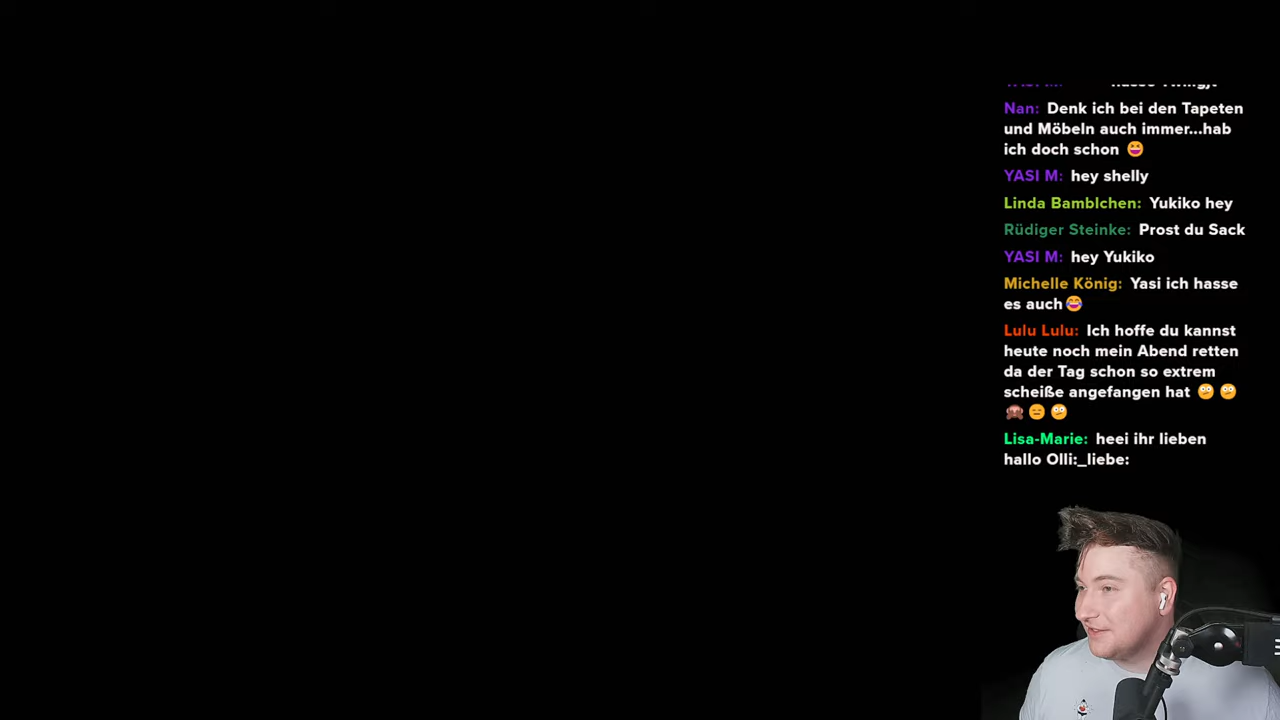 Nan: Denk ich bei den Tapeten
und Möbeln auch immer...hab
ich doch schon 😆
YASI M: hey shelly
Linda Bamblchen: Yukiko hey
Rüdiger Steinke: Prost du Sack
YASI M: hey Yukiko
Michelle König: Yasi ich hasse
es auch😂
Lulu Lulu: Ich hoffe du kannst
heute noch mein Abend retten
da der Tag schon so extrem
scheiße angefangen hat 🫤🫤
🙈😑🫤
Lisa-Marie: heei ihr lieben
hallo Olli:_liebe: